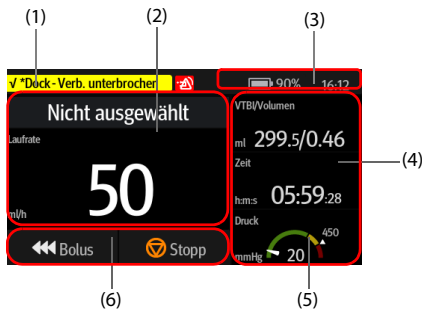 (1)
(2)
(3)
√ *Dock - Verb. unterbrochen
90%
16:12
Nicht ausgewählt
Laufrate
50
ml/h
VTBI/Volumen
ml 299.5/0.46
Zeit
h:m:s 05:59:28
Druck
450
mmHg 20
(4)
Bolus
Stopp
(6)
(5)